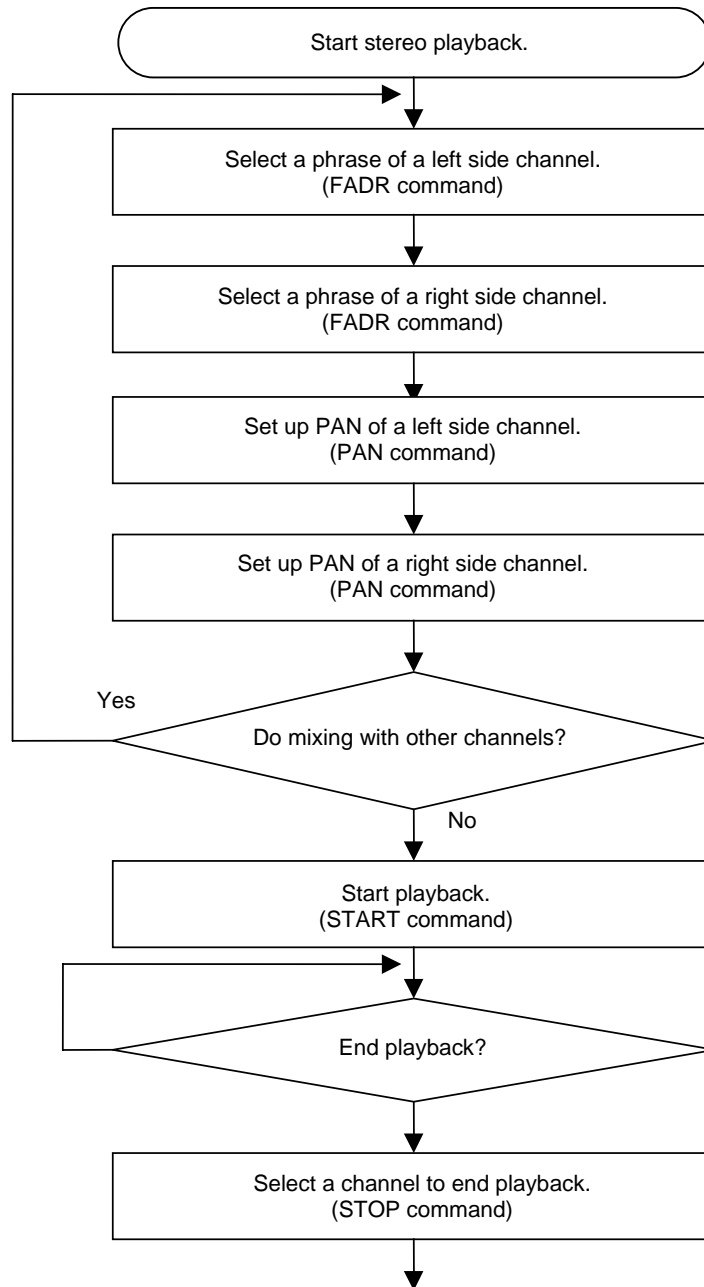 Start stereo playback.
Select a phrase of a left side channel.
(FADR command)
Select a phrase of a right side channel.
(FADR command)
Set up PAN of a left side channel.
(PAN command)
Set up PAN of a right side channel.
(PAN command)
Yes
Do mixing with other channels?
No
Start playback.
(START command)
End playback?
Select a channel to end playback.
(STOP command)